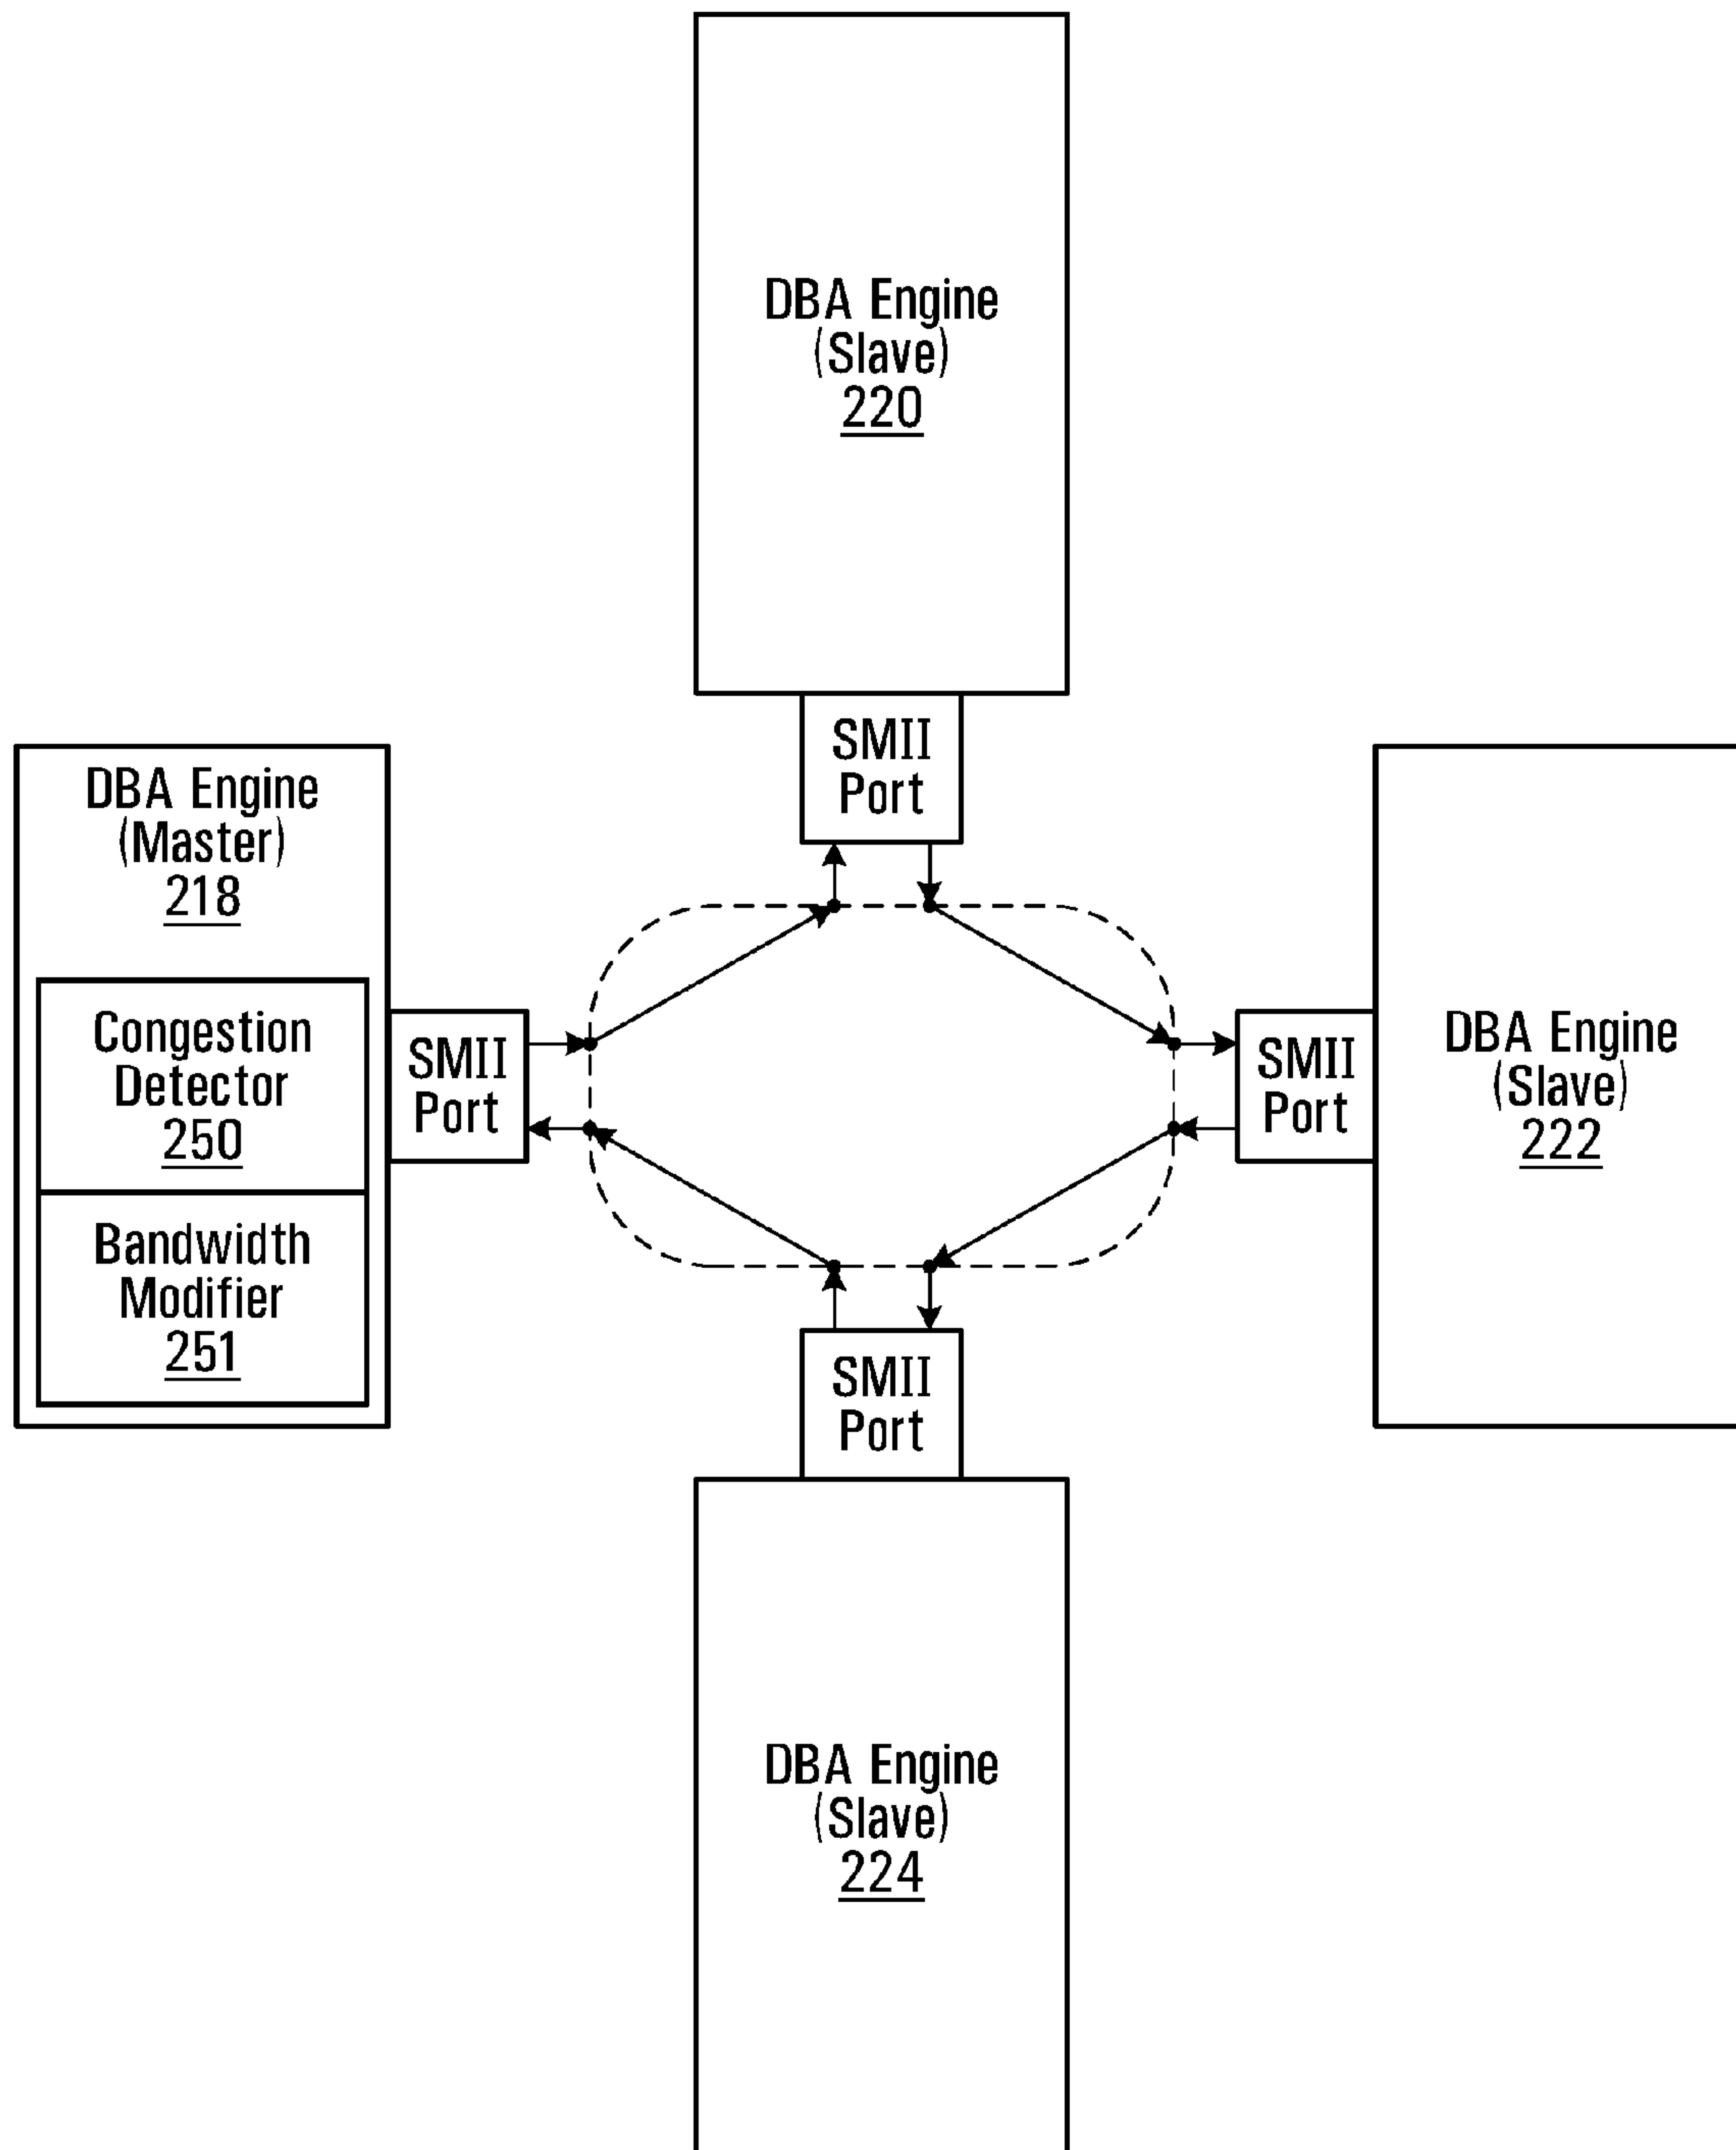 DBA Engine
(Slave)
220
SMII
Port
DBA Engine
(Master)
218
Congestion
Detector
250
Bandwidth
Modifier
251
SMII
Port
SMII
Port
DBA Engine
(Slave)
222
SMII
Port
DBA Engine
(Slave)
224